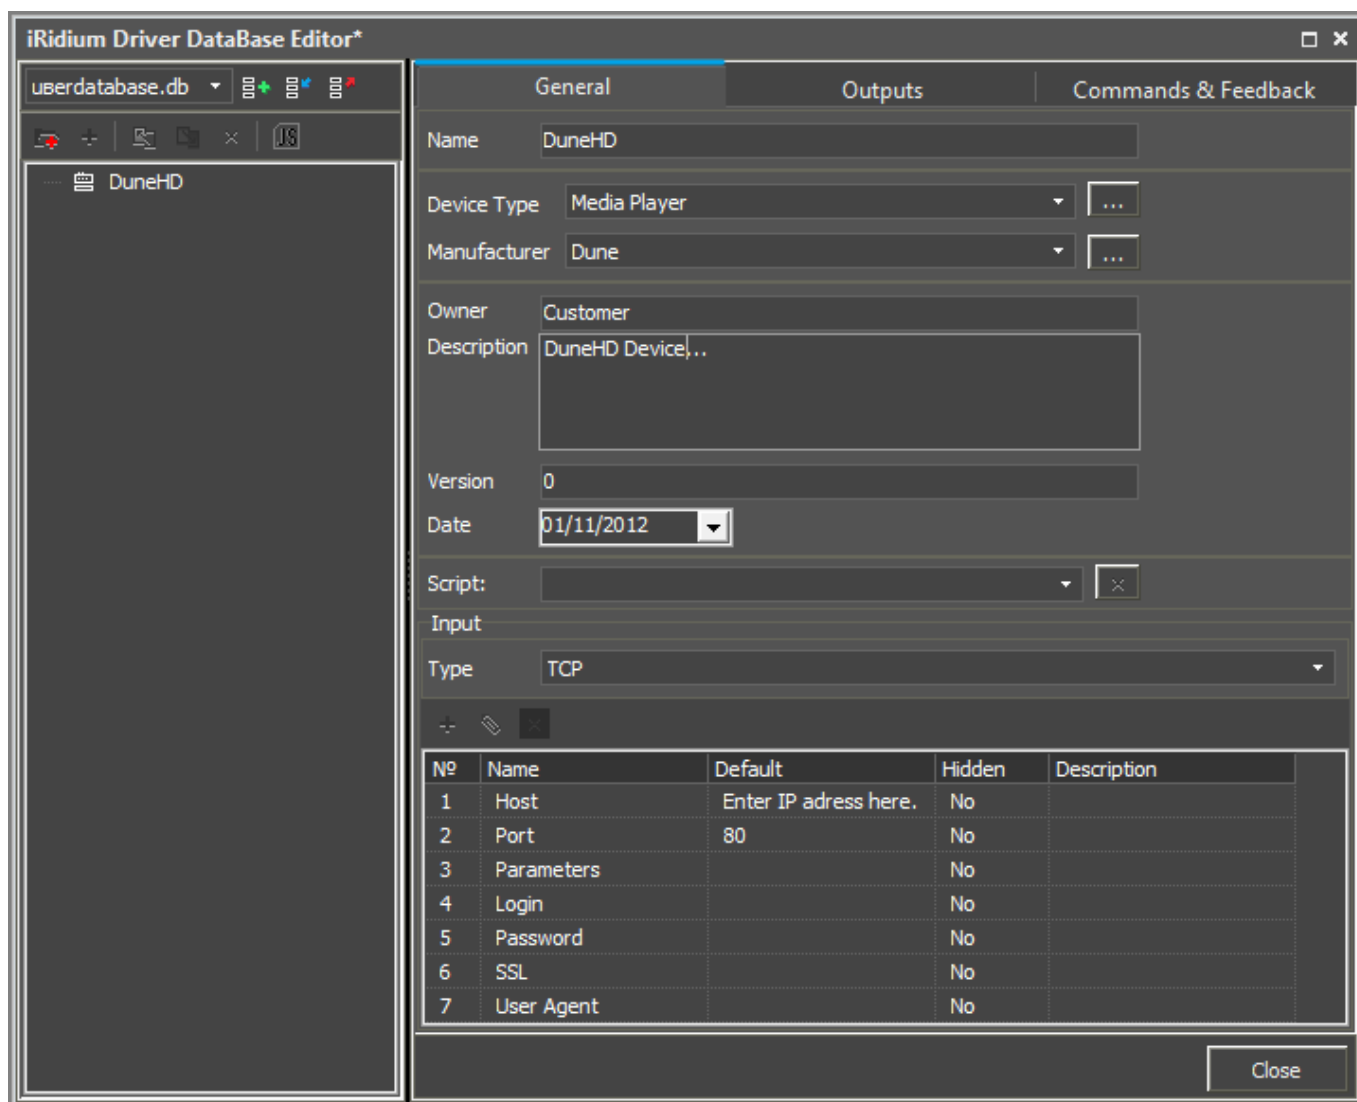 iRidium Driver DataBase Editor*
userdatabase.db
JS
DuneHD
General Outputs Commands & Feedback
Name DuneHD
Device Type Media Player ...
Manufacturer Dune ...
Owner Customer
Description DuneHD Device...
Version 0
Date 01/11/2012
Script:
Input
Type TCP
Nº Name Default Hidden Description
1 Host Enter IP adress here. No
2 Port 80 No
3 Parameters No
4 Login No
5 Password No
6 SSL No
7 User Agent No
Close